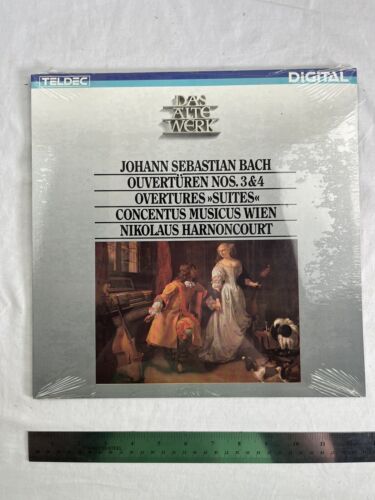 TELDEC
DIGITAL
DAS
ALTE
WERK
JOHANN SEBASTIAN BACH
OUVERTÜREN NOS. 3 & 4
OVERTURES »SUITES«
CONCENTUS MUSICUS WIEN
NIKOLAUS HARNONCOURT